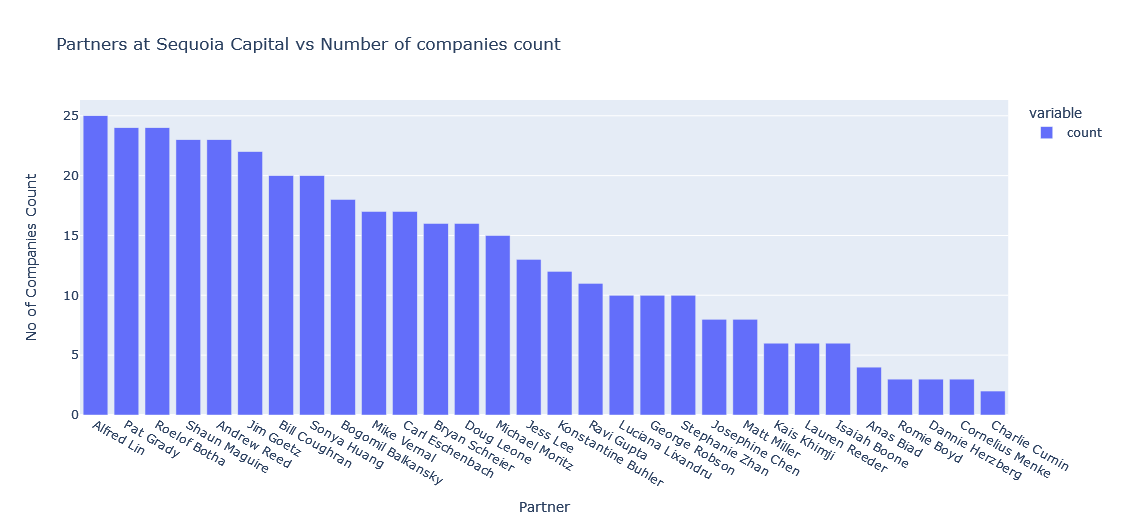 Partners at Sequoia Capital vs Number of companies count
variable
count
No of Companies Count
25
20
15
10
5
0
Alfred Lin
Pat Grady
Roelof Botha
Shaun Maguire
Andrew Reed
Jim Goetz
Bill Coughran
Sonya Huang
Bogomil Balkansky
Mike Vernal
Carl Eschenbach
Bryan Schreier
Doug Leone
Michael Moritz
Jess Lee
Konstantine Buhler
Ravi Gupta
Luciana Lixandru
George Robson
Stephanie Zhan
Josephine Chen
Matt Miller
Kais Khimji
Lauren Reeder
Isaiah Boone
Anas Biad
Romie Boyd
Dannie Herzberg
Cornelius Menke
Charlie Curnin
Partner